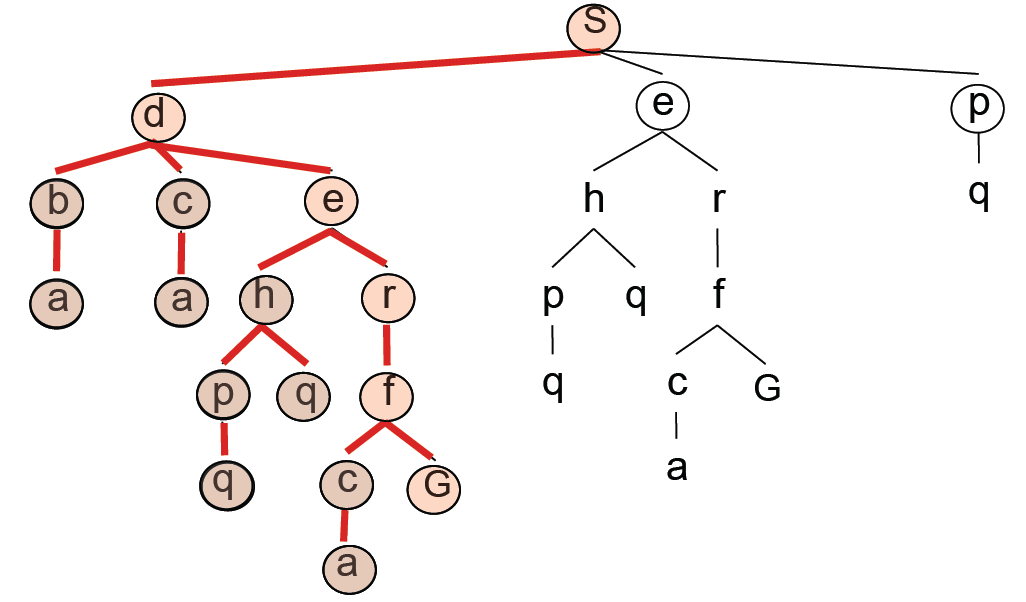 S
d e p
b c e h r q
a a h r p q f
p q f q c G
q c G a
a